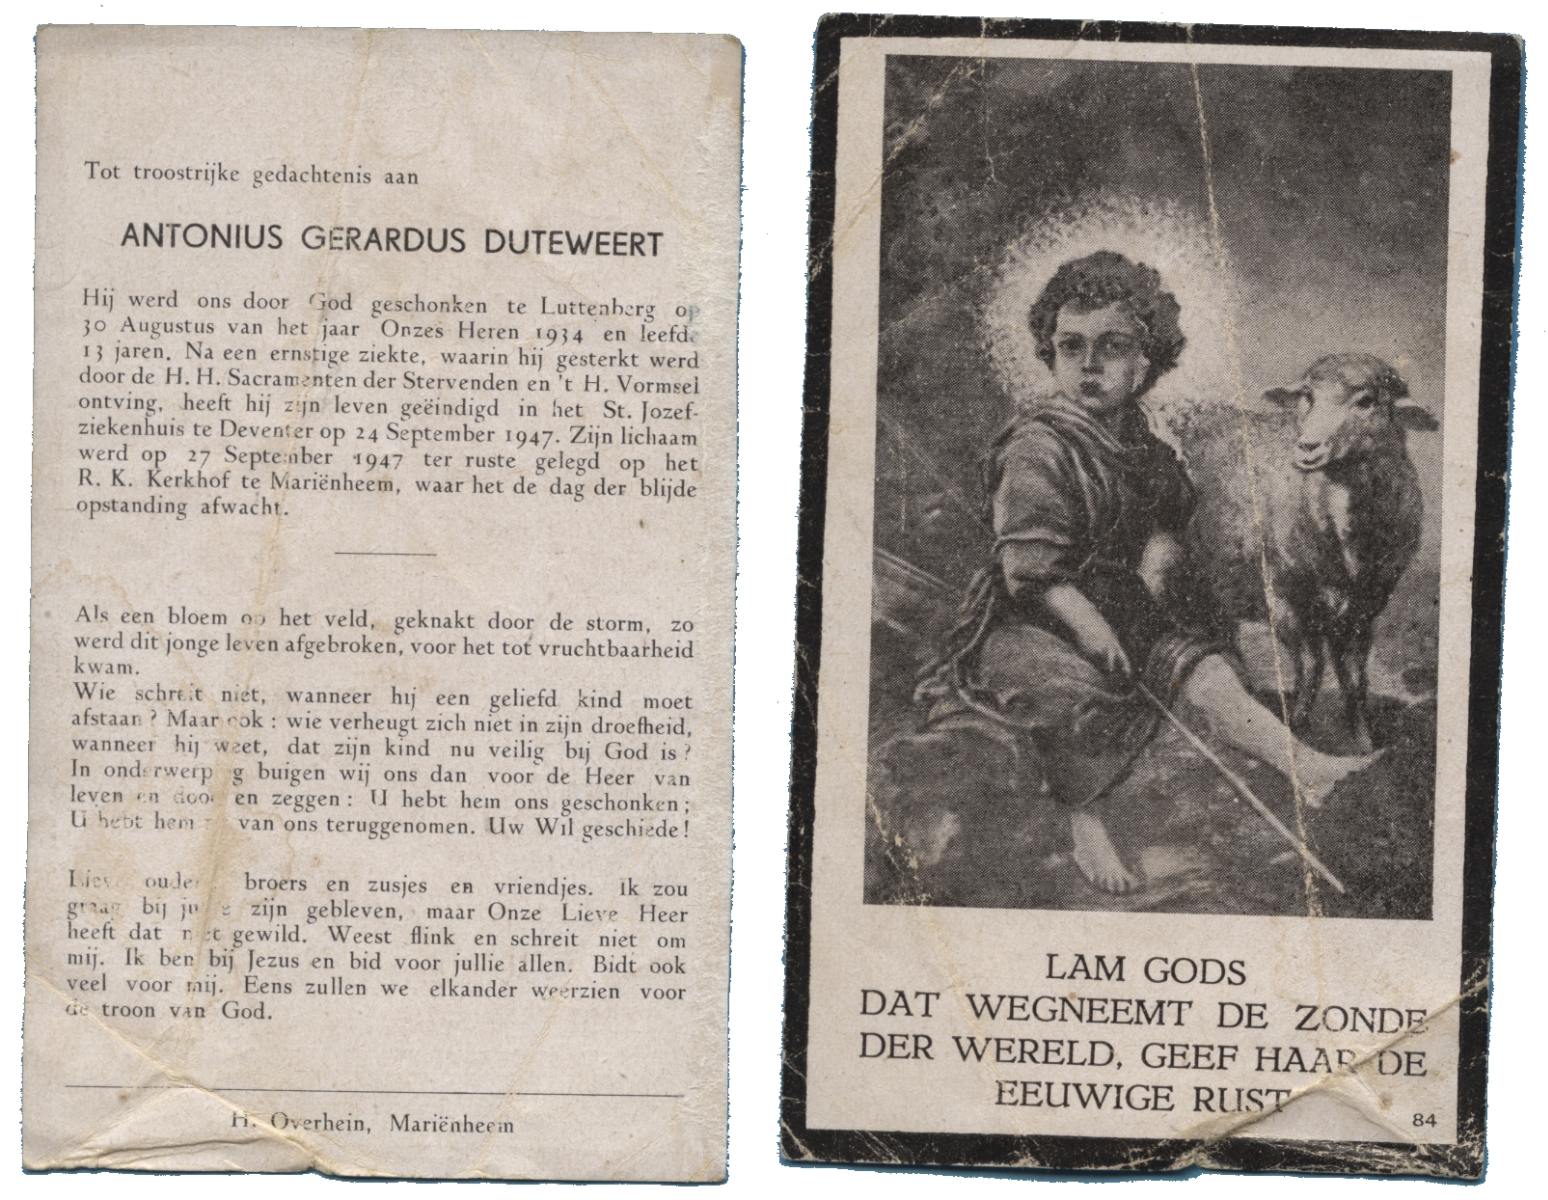 Tot troostrijke gedachtenis aan
ANTONIUS GERARDUS DUTEWEERT
Hij werd ons door God geschonken te Luttenberg op
30 Augustus van het jaar Onzes Heren 1934 en leefde
13 jaren. Na een ernstige ziekte, waarin hij gesterkt werd
door de H. H. Sacramenten der Stervenden en 't H. Vormsel
ontving, heeft hij zijn leven geëindigd in het St. Jozef-
ziekenhuis te Deventer op 24 September 1947. Zijn lichaam
werd op 27 September 1947 ter ruste gelegd op het
R. K. Kerkhof te Mariënheem, waar het de dag der blijde
opstanding afwacht.
Als een bloem op het veld, geknakt door de storm, zo
werd dit jonge leven afgebroken, voor het tot vruchtbaarheid
kwam.
Wie schreit niet, wanneer hij een geliefd kind moet
afstaan? Maar ook: wie verheugt zich niet in zijn droefheid,
wanneer hij weet, dat zijn kind nu veilig bij God is?
In onderwerping buigen wij ons dan voor de Heer van
leven en dood en zeggen: U hebt hem ons geschonken;
U hebt hem van ons teruggenomen. Uw Wil geschiede!
Lieve ouders, broers en zusjes en vriendjes. Ik zou
graag bij jullie zijn gebleven, maar Onze Lieve Heer
heeft dat niet gewild. Weest flink en schreit niet om
mij. Ik ben bij Jezus en bid voor jullie allen. Bidt ook
veel voor mij. Eens zullen we elkander weerzien voor
de troon van God.
H. Overhein, Mariënheem
LAM GODS
DAT WEGNEEMT DE ZONDE
DER WERELD, GEEF HAAR DE
EEUWIGE RUST
84